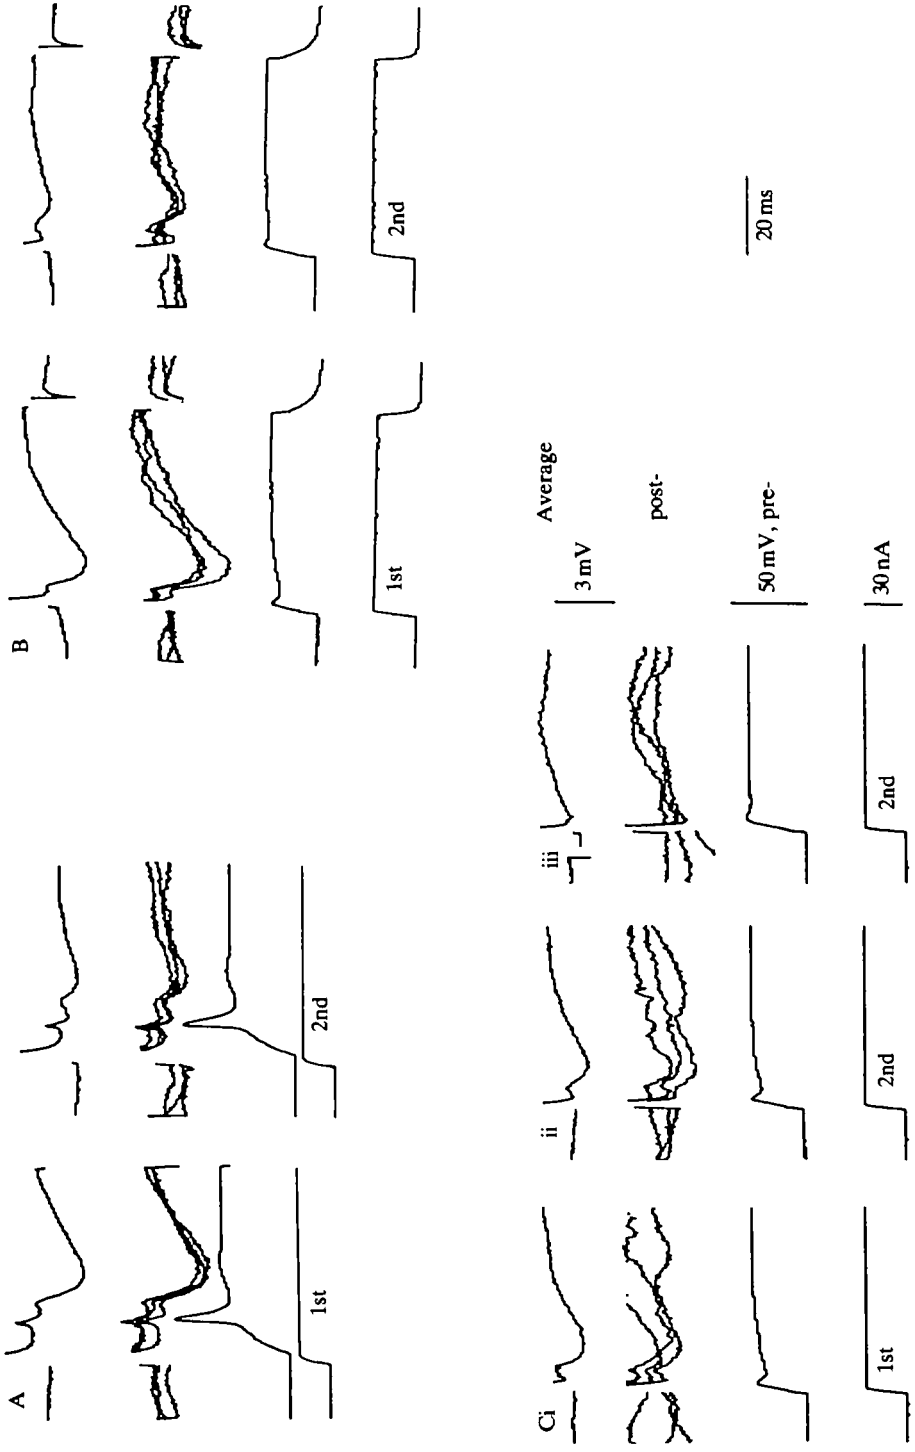 A
1st
2nd
B
1st
2nd
Ci
1st
ii
2nd
iii
2nd
Average
3 mV
post-
50 mV, pre-
30 nA
20 ms